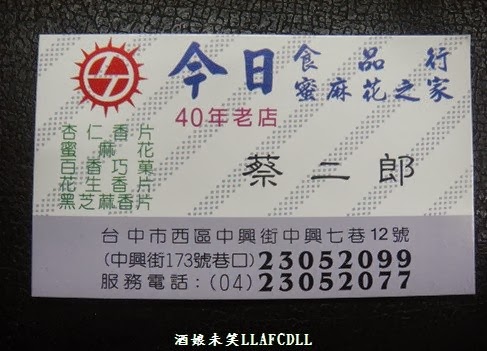 今日食品行
蜜麻花之家
40年老店
杏仁香片
蜜麻花
白香巧菓
花生香片
黑芝麻香片
蔡二郎
台中市西區中興街中興七巷12號
(中興街173號巷口)23052099
服務電話:(04)23052077
酒娘未笑LLAFCDLL